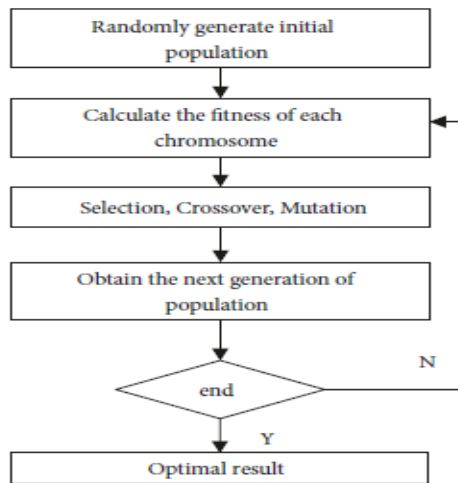 Randomly generate initial
population
Calculate the fitness of each
chromosome
Selection, Crossover, Mutation
Obtain the next generation of
population
end
N
Y
Optimal result